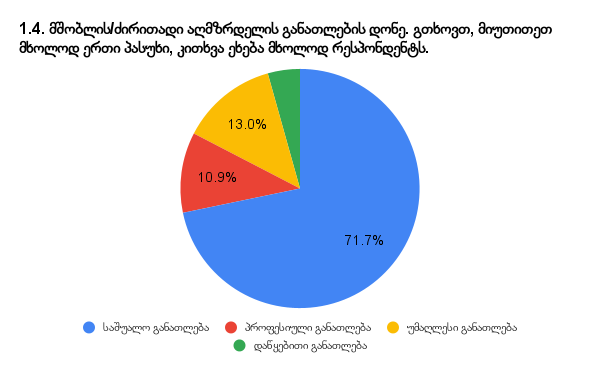 1.4. მშობლის/ძირითადი აღმზრდელის განათლების დონე. გთხოვთ, მიუთითეთ
მხოლოდ ერთი პასუხი, კითხვა ეხება მხოლოდ რესპონდენტს.
13.0%
10.9%
71.7%
საშუალო განათლება პროფესიული განათლება უმაღლესი განათლება
დაწყებითი განათლება